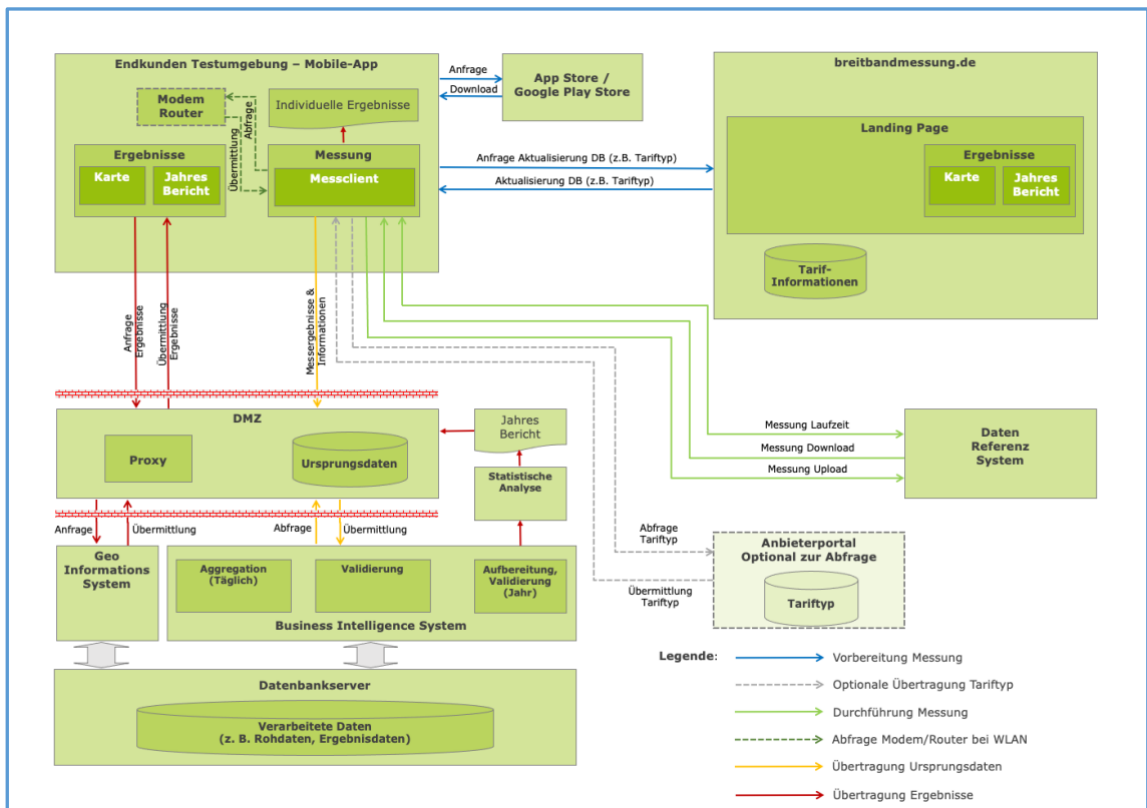 Endkunden Testumgebung – Mobile-App
Modem
Router
Abfrage
Übermittlung
Individuelle Ergebnisse
Ergebnisse
Karte
Jahres
Bericht
Messung
Messclient
Anfrage
Download
App Store /
Google Play Store
Anfrage Aktualisierung DB (z.B. Tariftyp)
Aktualisierung DB (z.B. Tariftyp)
breitbandmessung.de
Landing Page
Ergebnisse
Karte
Jahres
Bericht
Tarif-
Informationen
Anfrage
Ergebnisse
Übermittlung
Ergebnisse
Messergebnisse &
Informationen
DMZ
Proxy
Ursprungsdaten
Jahres
Bericht
Statistische
Analyse
Messung Laufzeit
Messung Download
Messung Upload
Daten
Referenz
System
Anfrage
Übermittlung
Abfrage
Übermittlung
Geo
Informations
System
Aggregation
(Täglich)
Validierung
Aufbereitung,
Validierung
(Jahr)
Business Intelligence System
Abfrage
Tariftyp
Übermittlung
Tariftyp
Anbieterportal
Optional zur Abfrage
Tariftyp
Datenbankserver
Verarbeitete Daten
(z. B. Rohdaten, Ergebnisdaten)
Legende:
Vorbereitung Messung
Optionale Übertragung Tariftyp
Durchführung Messung
Abfrage Modem/Router bei WLAN
Übertragung Ursprungsdaten
Übertragung Ergebnisse